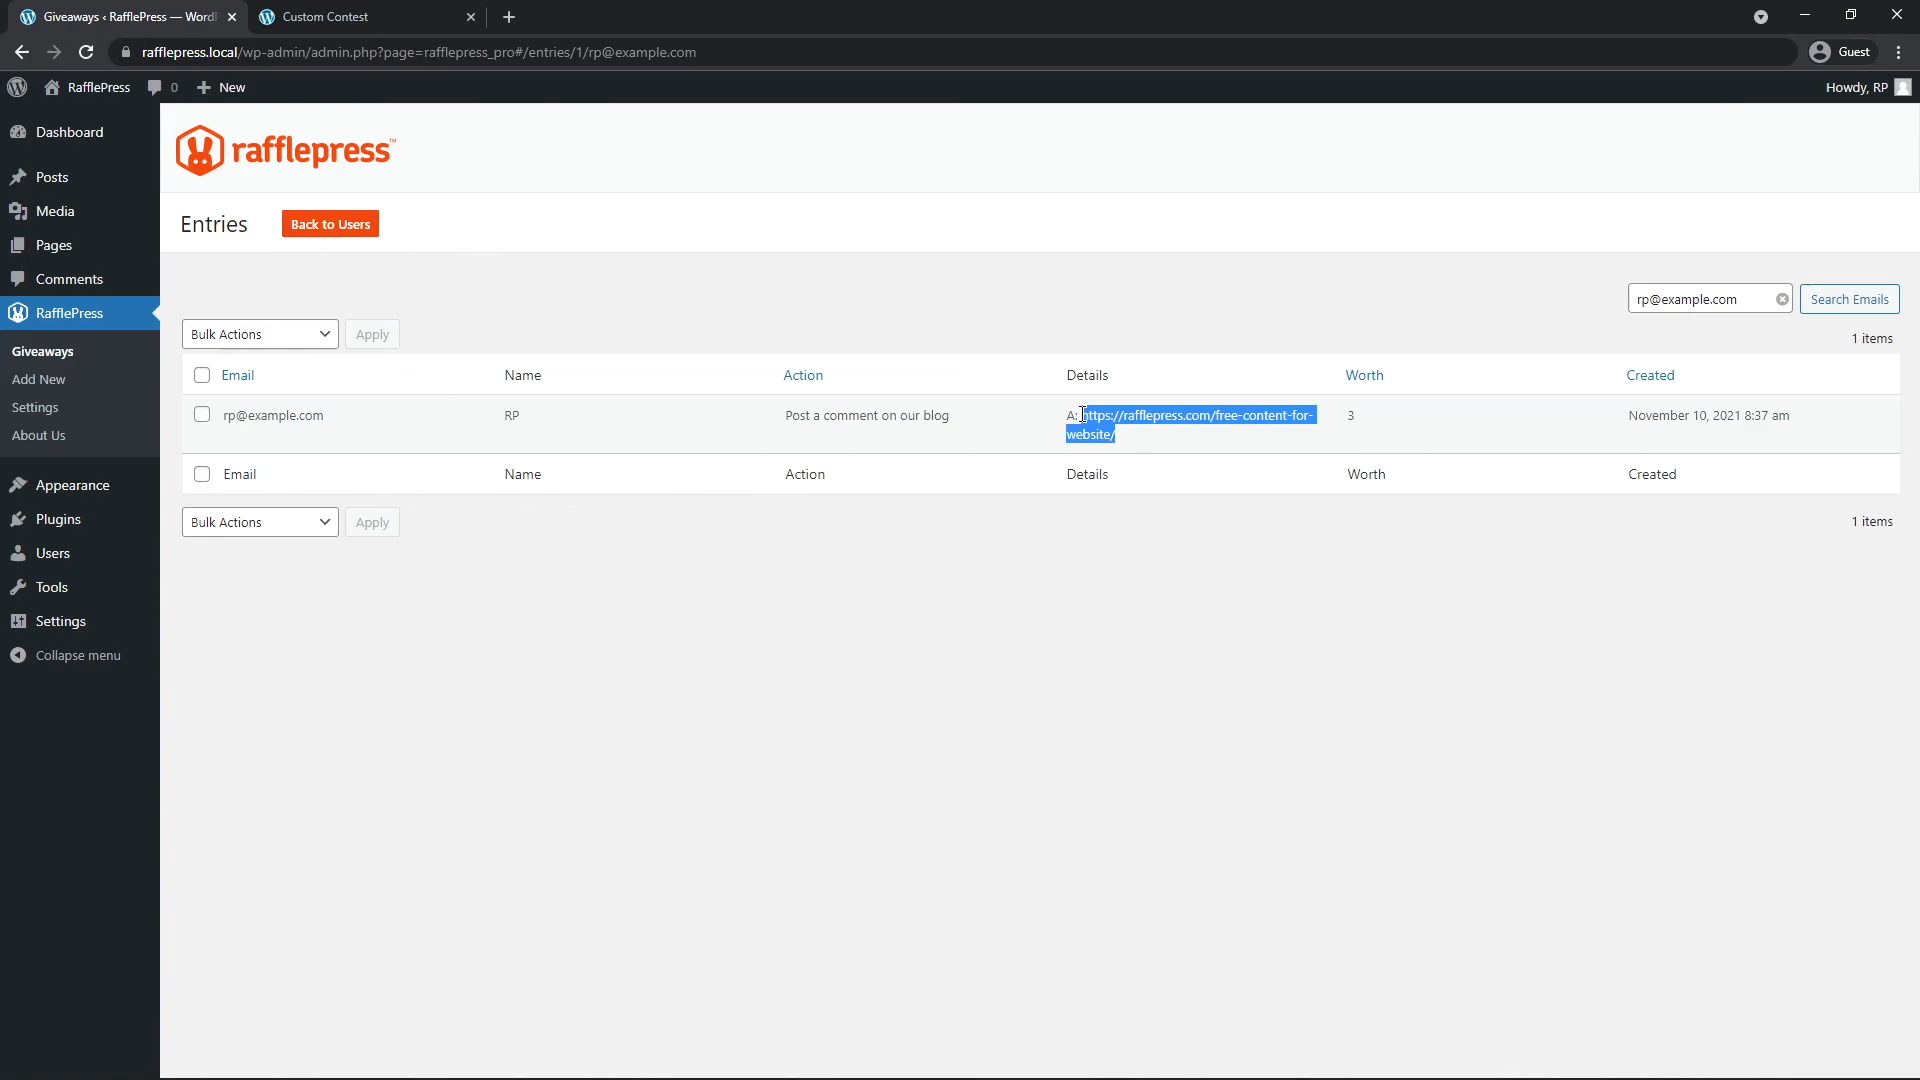 Giveaways ‹ RafflePress — WordP
Custom Contest
rafflepress.local/wp-admin/admin.php?page=rafflepress_pro#/entries/1/rp@example.com
Guest
RafflePress 0 New
Howdy, RP
Dashboard
Posts
Media
Pages
Comments
RafflePress
Giveaways
Add New
Settings
About Us
Appearance
Plugins
Users
Tools
Settings
Collapse menu
rafflepress™
Entries Back to Users
rp@example.com Search Emails
Bulk Actions Apply 1 items
Email Name Action Details Worth Created
rp@example.com RP Post a comment on our blog A: https://rafflepress.com/free-content-for- 3 November 10, 2021 8:37 am
website/
Email Name Action Details Worth Created
Bulk Actions Apply 1 items